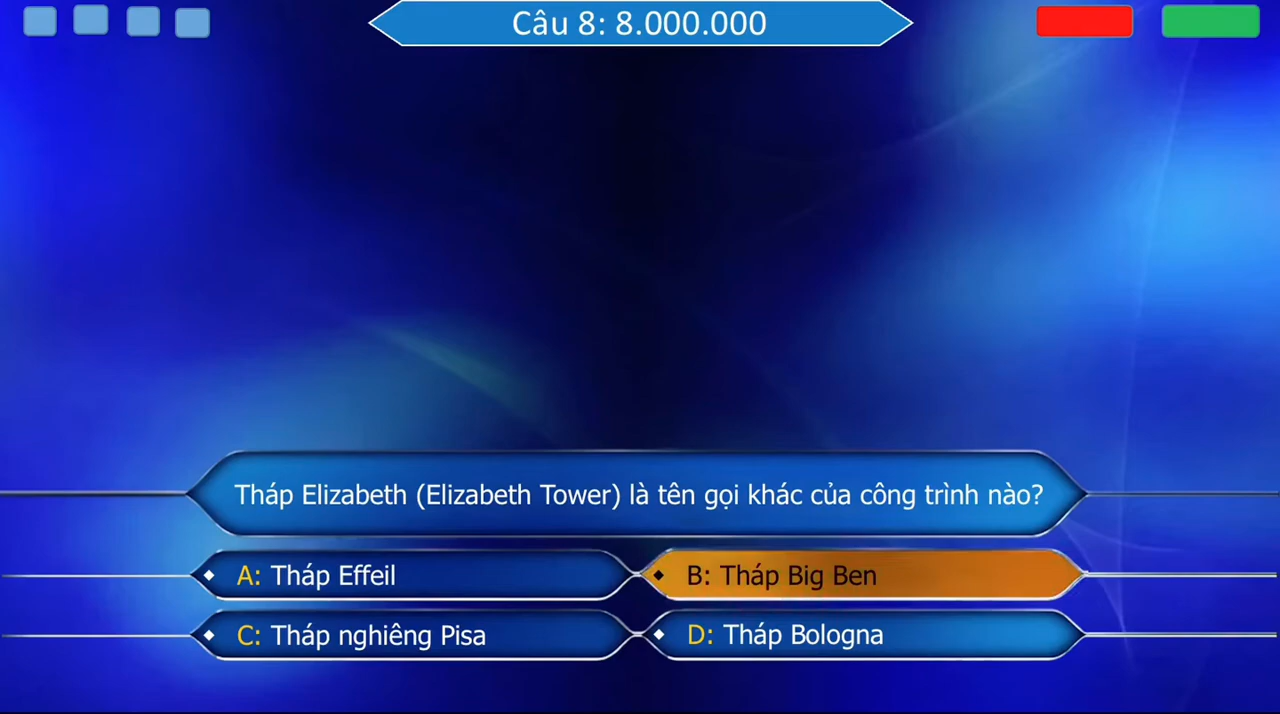 Câu 8: 8.000.000
Tháp Elizabeth (Elizabeth Tower) là tên gọi khác của công trình nào?
A: Tháp Effeil
B: Tháp Big Ben
C: Tháp nghiêng Pisa
D: Tháp Bologna